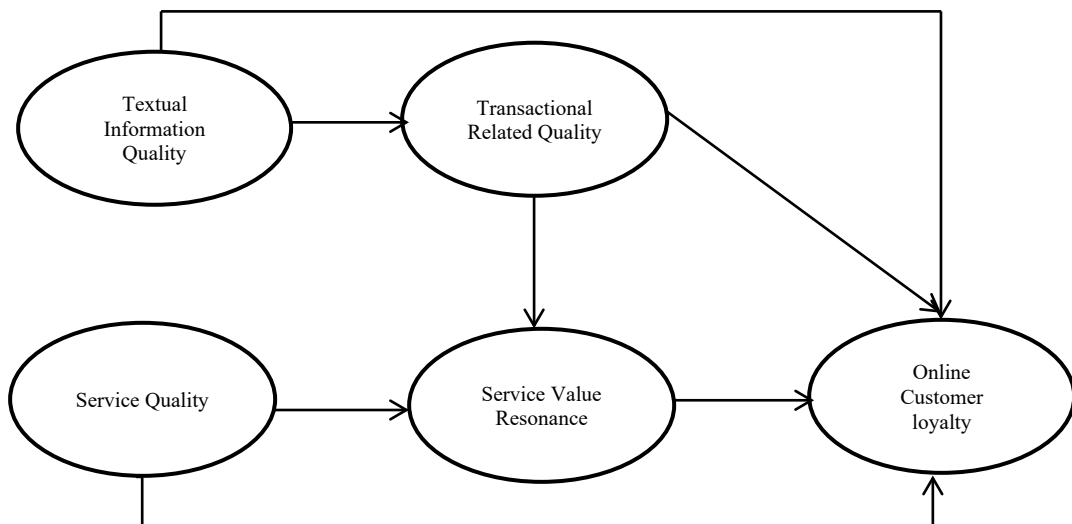 Textual
Information
Quality
Transactional
Related Quality
Service Quality
Service Value
Resonance
Online
Customer
loyalty